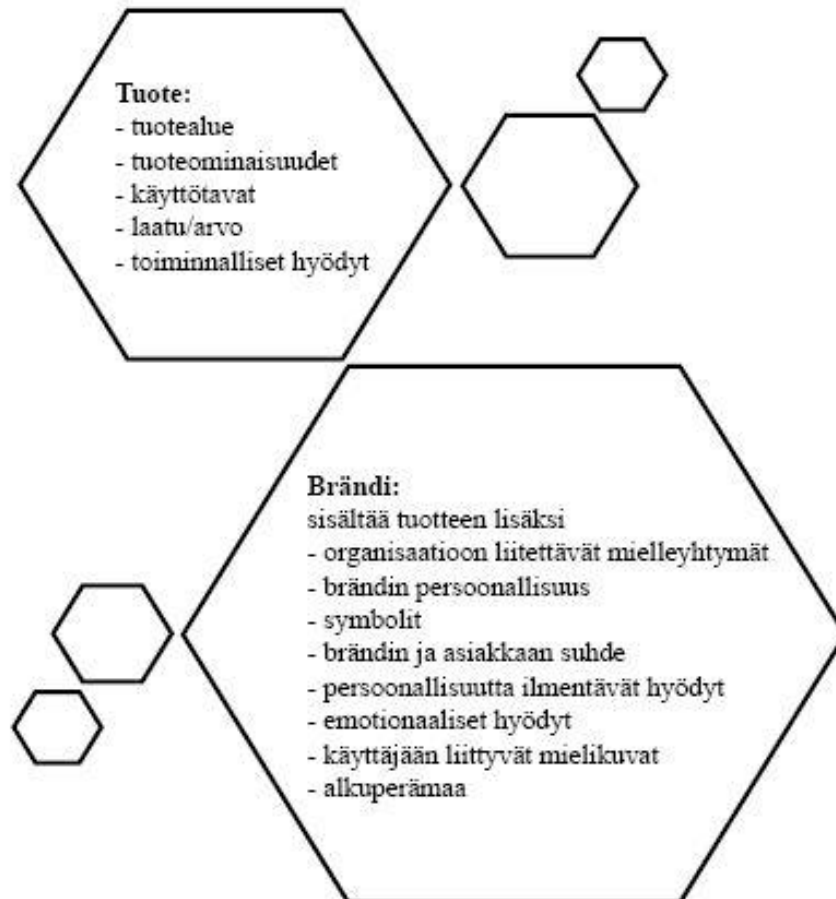 Tuote:
- tuotealue
- tuoteominaisuudet
- käyttötavat
- laatu/arvo
- toiminnalliset hyödyt
Brändi:
sisältää tuotteen lisäksi
- organisaatioon liitettävät mielleyhtymät
- brändin persoonallisuus
- symbolit
- brändin ja asiakkaan suhde
- persoonallisuutta ilmentävät hyödyt
- emotionaaliset hyödyt
- käyttäjään liittyvät mielikuvat
- alkuperämaa